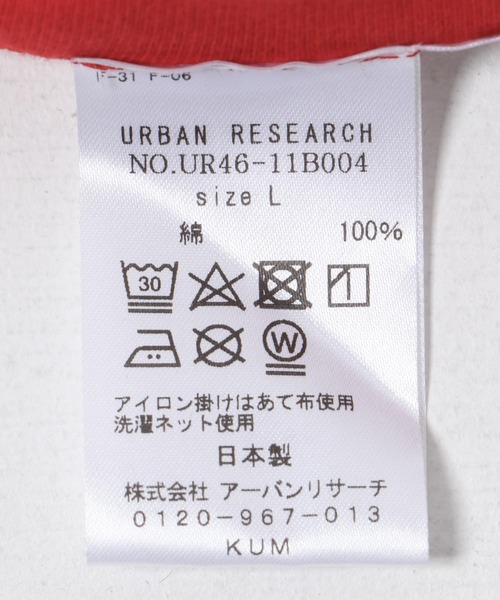 F-31 F-06
URBAN RESEARCH
NO.UR46-11B004
size L
綿 100%
30
W
アイロン掛けはあて布使用
洗濯ネット使用
日本製
株式会社 アーバンリサーチ
0120-967-013
KUM